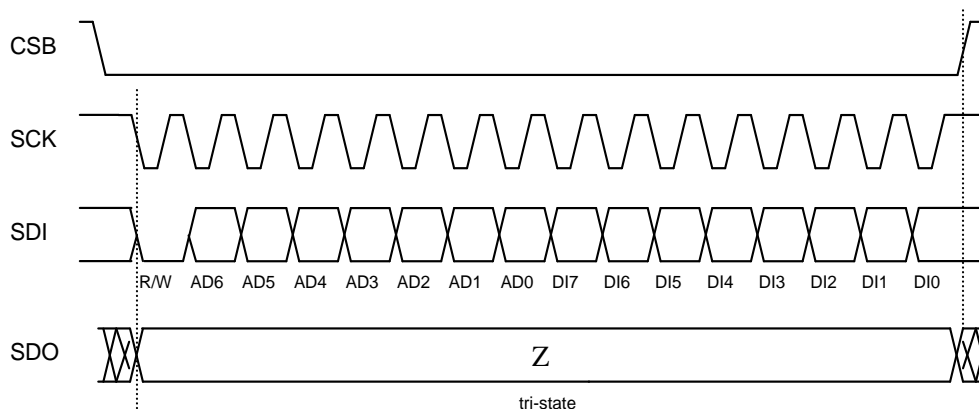 CSB
SCK
SDI
R/W AD6 AD5 AD4 AD3 AD2 AD1 AD0 DI7 DI6 DI5 DI4 DI3 DI2 DI1 DI0
SDO
Z
tri-state